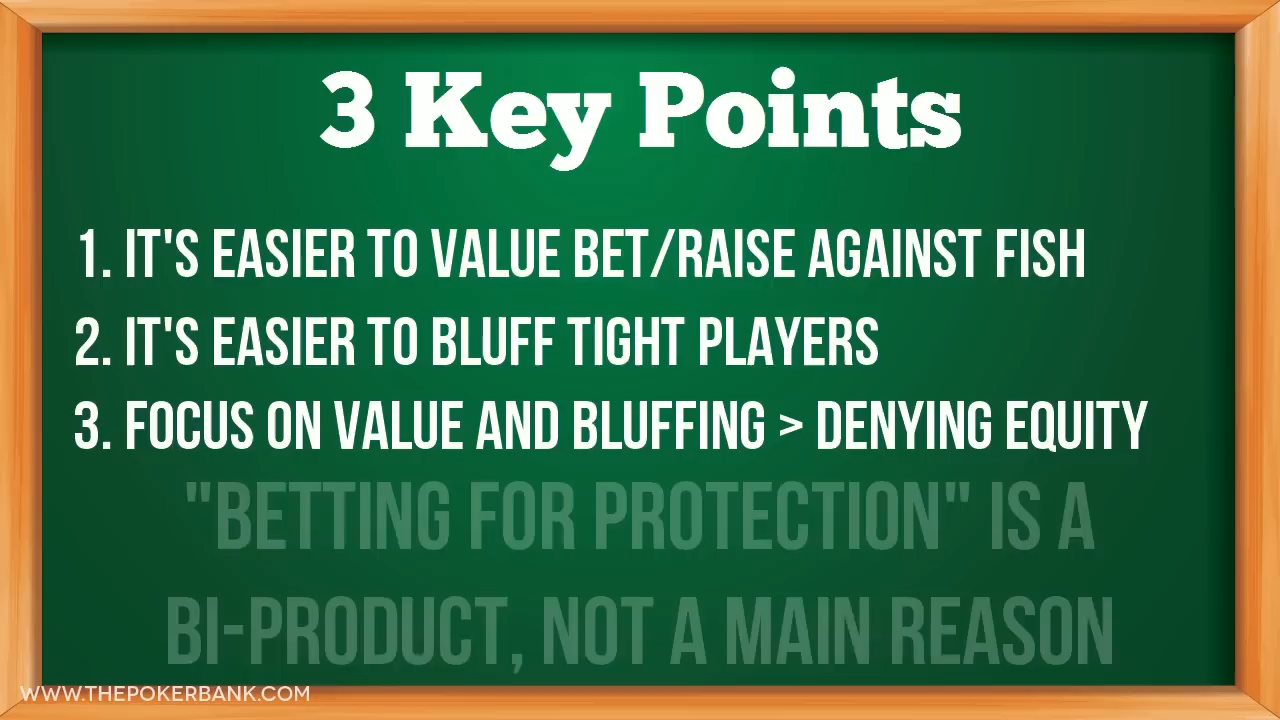 3 Key Points
1. IT'S EASIER TO VALUE BET/RAISE AGAINST FISH
2. IT'S EASIER TO BLUFF TIGHT PLAYERS
3. FOCUS ON VALUE AND BLUFFING > DENYING EQUITY
"BETTING FOR PROTECTION" IS A
BI-PRODUCT, NOT A MAIN REASON
WWW.THEPOKERBANK.COM